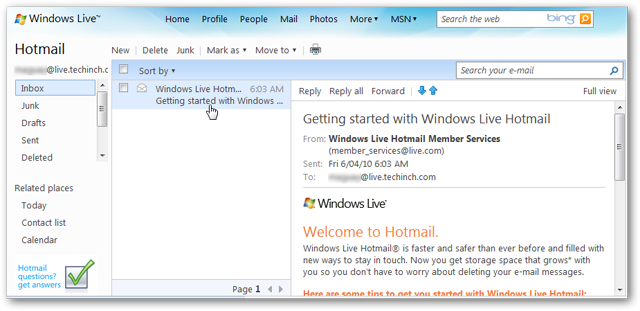 Windows Live™ Home Profile People Mail Photos More ▾ MSN ▾ Search the web bing
Hotmail
New | Delete Junk | Mark as ▾ Move to ▾
@live.techinch.com
Inbox
Junk
Drafts
Sent
Deleted
Related places
Today
Contact list
Calendar
Hotmail
questions?
get answers
Sort by ▾
Search your e-mail
Windows Live Hotm... 6:03 AM
Getting started with Windows ...
Page 1
Reply Reply all Forward Full view
Getting started with Windows Live Hotmail
From: Windows Live Hotmail Member Services
(member_services@live.com)
Sent: Fri 6/04/10 6:03 AM
To: @live.techinch.com
Windows Live™
Welcome to Hotmail.
Windows Live Hotmail® is faster and safer than ever before and filled with
new ways to stay in touch. Now you get storage space that grows* with
you so you don't have to worry about deleting your e-mail messages.
Here are some tips to get you started with Windows Live Hotmail: